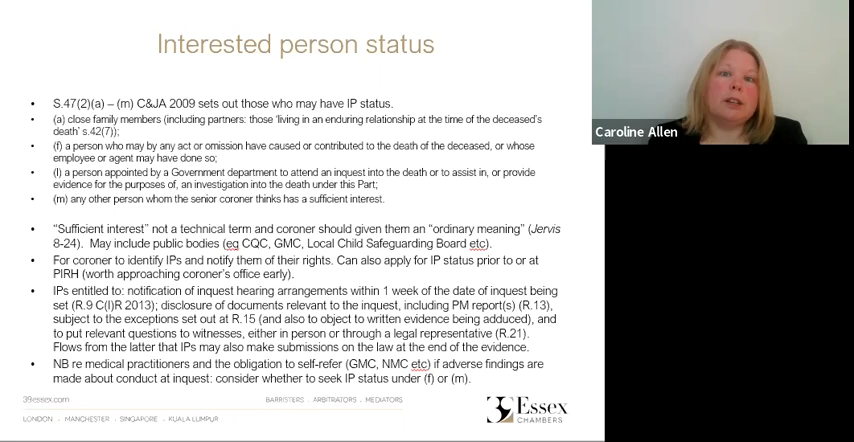 Interested person status
• S.47(2)(a) – (m) C&JA 2009 sets out those who may have IP status.
• (a) close family members (including partners: those 'living in an enduring relationship at the time of the deceased's
death' s.42(7));
• (f) a person who may by any act or omission have caused or contributed to the death of the deceased, or whose
employee or agent may have done so;
• (l) a person appointed by a Government department to attend an inquest into the death or to assist in, or provide
evidence for the purposes of, an investigation into the death under this Part;
• (m) any other person whom the senior coroner thinks has a sufficient interest.
• "Sufficient interest" not a technical term and coroner should given them an "ordinary meaning" (Jervis
8-24). May include public bodies (eg CQC, GMC, Local Child Safeguarding Board etc).
• For coroner to identify IPs and notify them of their rights. Can also apply for IP status prior to or at
PIRH (worth approaching coroner's office early).
• IPs entitled to: notification of inquest hearing arrangements within 1 week of the date of inquest being
set (R.9 C(I)R 2013); disclosure of documents relevant to the inquest, including PM report(s) (R.13),
subject to the exceptions set out at R.15 (and also to object to written evidence being adduced), and
to put relevant questions to witnesses, either in person or through a legal representative (R.21).
Flows from the latter that IPs may also make submissions on the law at the end of the evidence.
• NB re medical practitioners and the obligation to self-refer (GMC, NMC etc) if adverse findings are
made about conduct at inquest: consider whether to seek IP status under (f) or (m).
39essex.com
BARRISTERS . ARBITRATORS . MEDIATORS
LONDON . MANCHESTER . SINGAPORE . KUALA LUMPUR
39 Essex
CHAMBERS
Caroline Allen